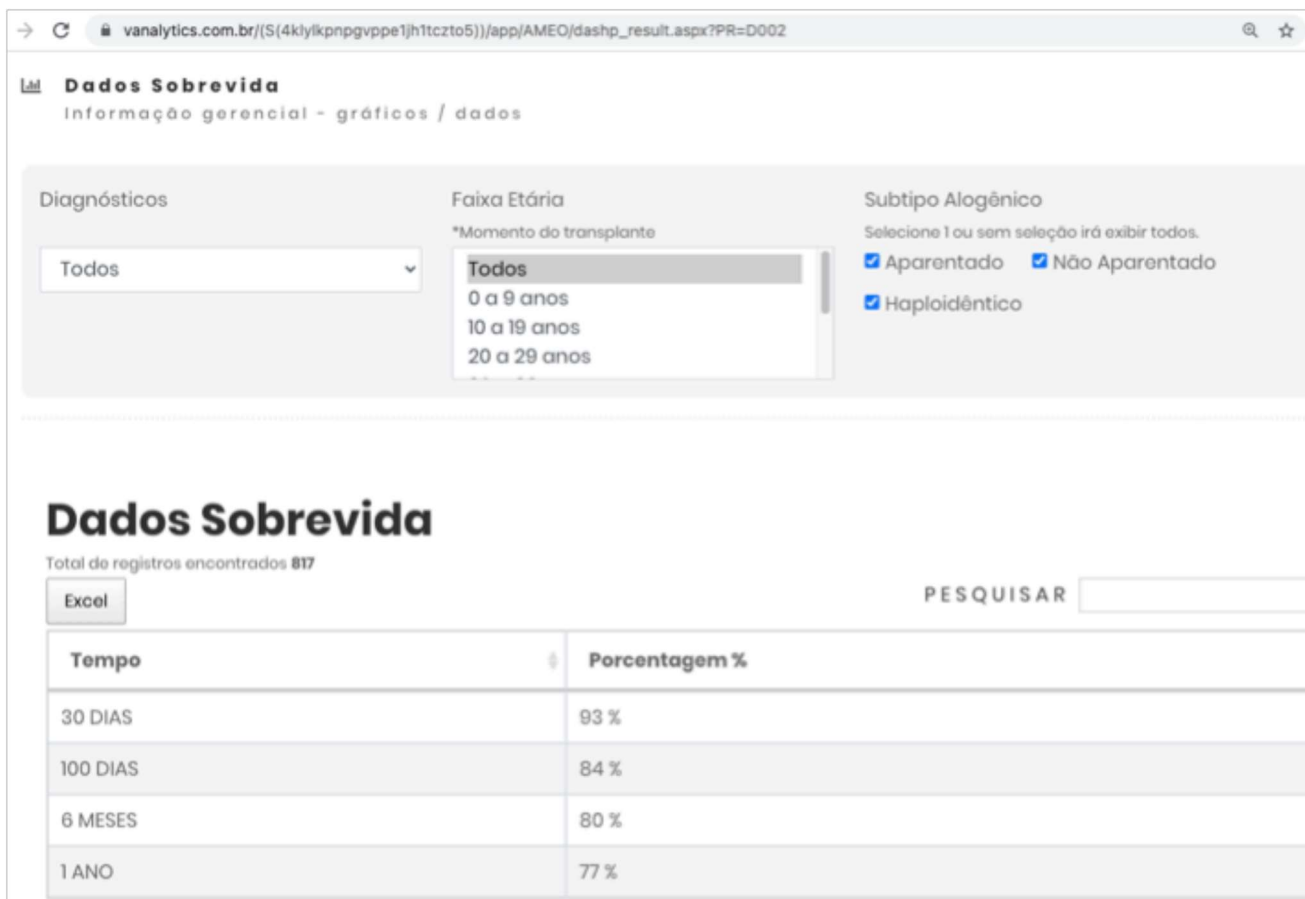 vanalytics.com.br/(S(4klylkpnpgvppe1jh1tczto5))/app/AMEO/dashp_result.aspx?PR=D002
Dados Sobrevida
Informação gerencial - gráficos / dados
Diagnósticos
Todos
Faixa Etária
*Momento do transplante
Todos
0 a 9 anos
10 a 19 anos
20 a 29 anos
Subtipo Alogênico
Selecione 1 ou sem seleção irá exibir todos.
Aparentado Não Aparentado
Haploidêntico
Dados Sobrevida
Total de registros encontrados 817
Excel PESQUISAR
Tempo Porcentagem %
30 DIAS 93 %
100 DIAS 84 %
6 MESES 80 %
1 ANO 77 %